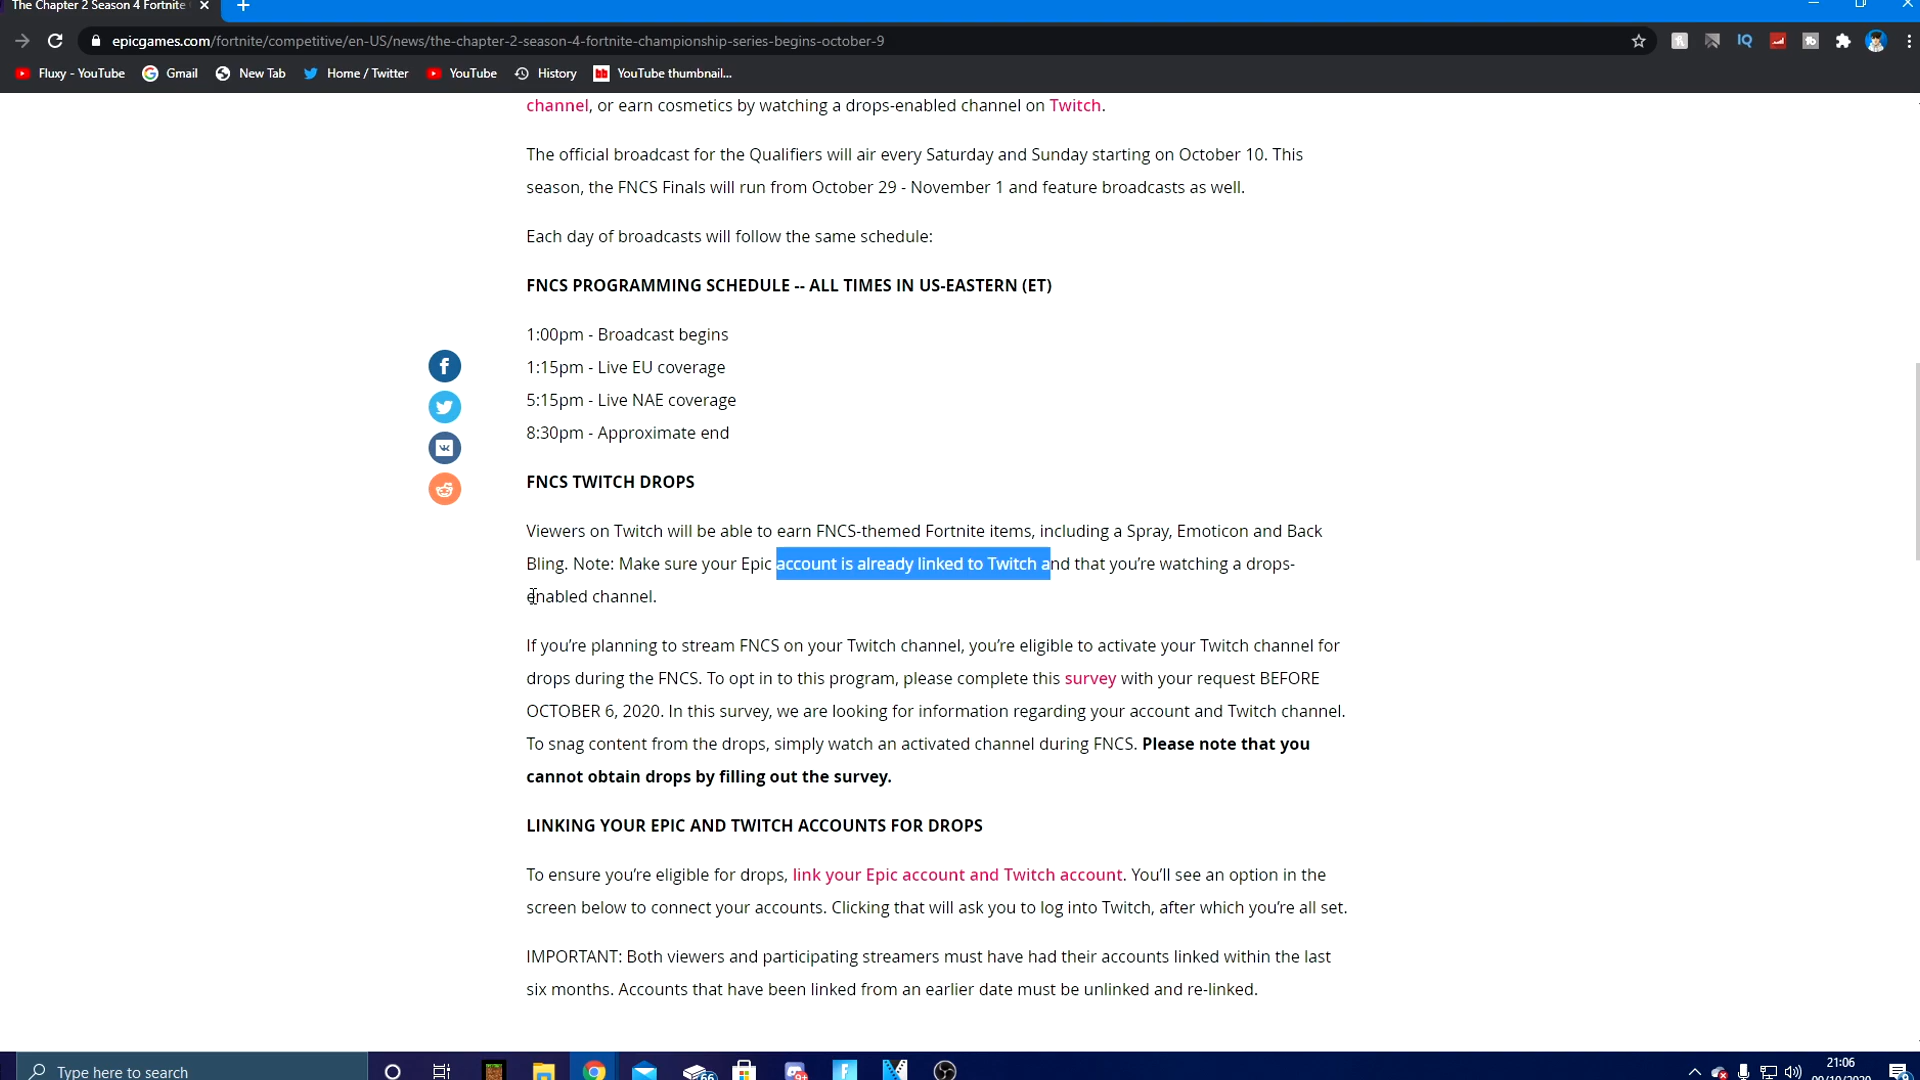 The Chapter 2 Season 4 Fortnite
epicgames.com/fortnite/competitive/en-US/news/the-chapter-2-season-4-fortnite-championship-series-begins-october-9
Fluxy - YouTube Gmail New Tab Home / Twitter YouTube History YouTube thumbnail...
channel, or earn cosmetics by watching a drops-enabled channel on Twitch.
The official broadcast for the Qualifiers will air every Saturday and Sunday starting on October 10. This
season, the FNCS Finals will run from October 29 - November 1 and feature broadcasts as well.
Each day of broadcasts will follow the same schedule:
FNCS PROGRAMMING SCHEDULE -- ALL TIMES IN US-EASTERN (ET)
1:00pm - Broadcast begins
1:15pm - Live EU coverage
5:15pm - Live NAE coverage
8:30pm - Approximate end
FNCS TWITCH DROPS
Viewers on Twitch will be able to earn FNCS-themed Fortnite items, including a Spray, Emoticon and Back
Bling. Note: Make sure your Epic account is already linked to Twitch and that you’re watching a drops-
enabled channel.
If you’re planning to stream FNCS on your Twitch channel, you’re eligible to activate your Twitch channel for
drops during the FNCS. To opt in to this program, please complete this survey with your request BEFORE
OCTOBER 6, 2020. In this survey, we are looking for information regarding your account and Twitch channel.
To snag content from the drops, simply watch an activated channel during FNCS. Please note that you
cannot obtain drops by filling out the survey.
LINKING YOUR EPIC AND TWITCH ACCOUNTS FOR DROPS
To ensure you’re eligible for drops, link your Epic account and Twitch account. You’ll see an option in the
screen below to connect your accounts. Clicking that will ask you to log into Twitch, after which you’re all set.
IMPORTANT: Both viewers and participating streamers must have had their accounts linked within the last
six months. Accounts that have been linked from an earlier date must be unlinked and re-linked.
Type here to search
21:06